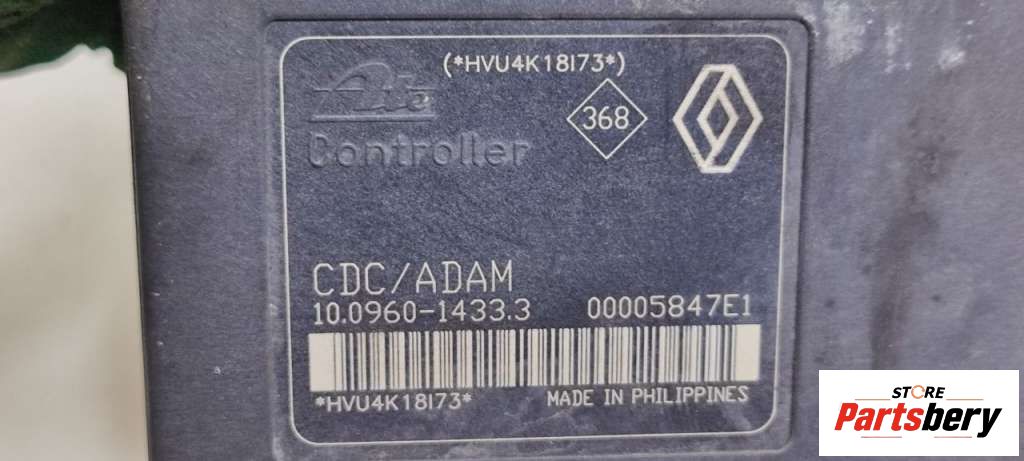 (*HVU4K18I73*)
Ate
368
Controller
CDC/ADAM
10.0960-1433.3 00005847E1
*HVU4K18I73* MADE IN PHILIPPINES
STORE
Partsbery